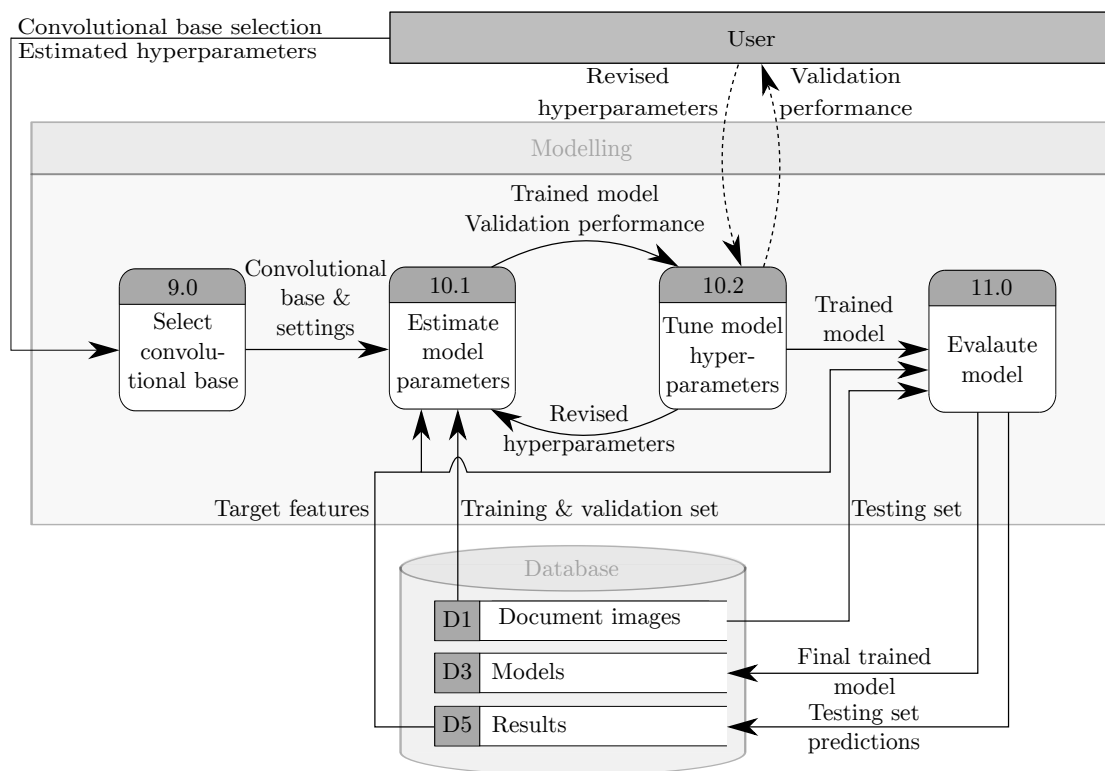 Convolutional base selection
Estimated hyperparameters
User
Revised
hyperparameters
Validation
performance
Modelling
Trained model
Validation performance
9.0
Select
convolu-
tional base
Convolutional
base &
settings
10.1
Estimate
model
parameters
10.2
Tune model
hyper-
parameters
Trained
model
11.0
Evalaute
model
Revised
hyperparameters
Target features
Training & validation set
Testing set
Database
D1
Document images
D3
Models
D5
Results
Final trained
model
Testing set
predictions